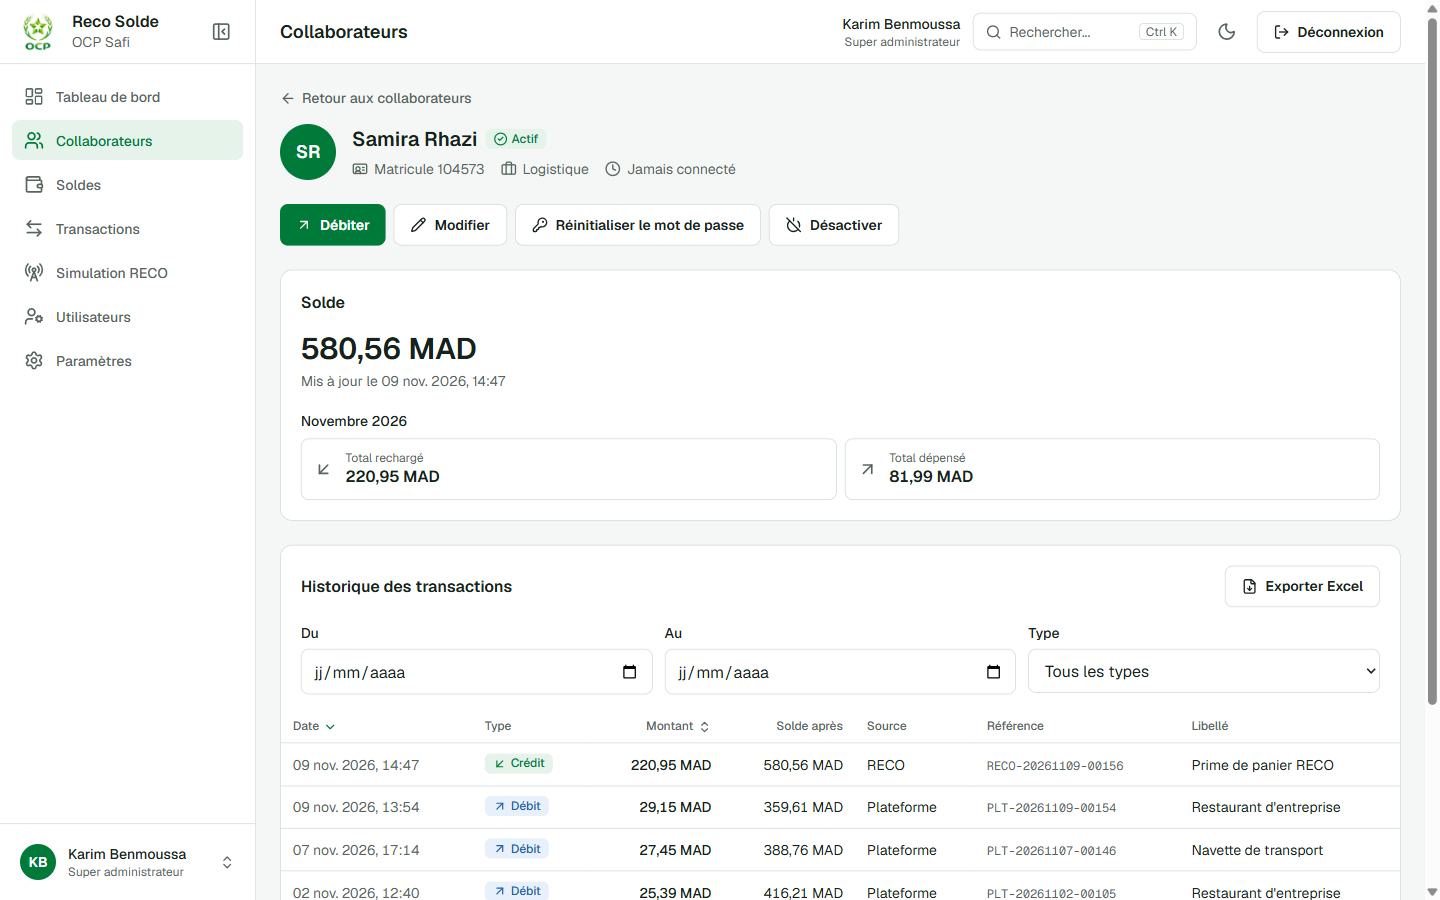 Reco Solde
OCP Safi
OCP
Tableau de bord
Collaborateurs
Soldes
Transactions
Simulation RECO
Utilisateurs
Paramètres
KB
Karim Benmoussa
Super administrateur
Collaborateurs
Karim Benmoussa
Super administrateur
Rechercher...
Ctrl K
Déconnexion
Retour aux collaborateurs
SR
Samira Rhazi
Actif
Matricule 104573
Logistique
Jamais connecté
Débiter
Modifier
Réinitialiser le mot de passe
Désactiver
Solde
580,56 MAD
Mis à jour le 09 nov. 2026, 14:47
Novembre 2026
Total rechargé
220,95 MAD
Total dépensé
81,99 MAD
Historique des transactions
Exporter Excel
Du
Au
Type
jj/mm/aaaa
jj/mm/aaaa
Tous les types
Date Type Montant Solde après Source Référence Libellé
09 nov. 2026, 14:47 Crédit 220,95 MAD 580,56 MAD RECO RECO-20261109-00156 Prime de panier RECO
09 nov. 2026, 13:54 Débit 29,15 MAD 359,61 MAD Plateforme PLT-20261109-00154 Restaurant d'entreprise
07 nov. 2026, 17:14 Débit 27,45 MAD 388,76 MAD Plateforme PLT-20261107-00146 Navette de transport
02 nov. 2026, 12:40 Débit 25,39 MAD 416,21 MAD Plateforme PLT-20261102-00105 Restaurant d'entreprise